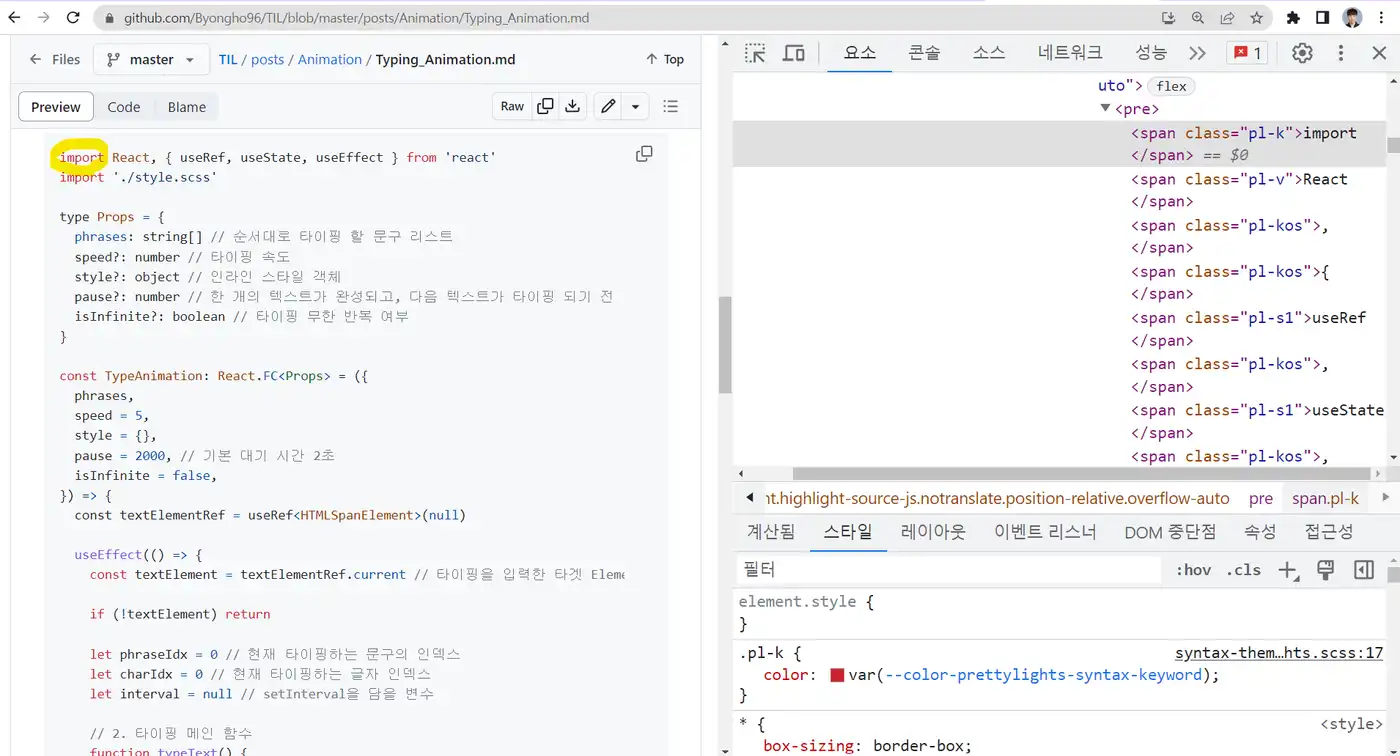 github.com/Byongho96/TIL/blob/master/posts/Animation/Typing_Animation.md
Files
master
TIL / posts / Animation / Typing_Animation.md
Top
Preview
Code
Blame
Raw
import React, { useRef, useState, useEffect } from 'react'
import './style.scss'
type Props = {
phrases: string[] // 순서대로 타이핑 할 문구 리스트
speed?: number // 타이핑 속도
style?: object // 인라인 스타일 객체
pause?: number // 한 개의 텍스트가 완성되고, 다음 텍스트가 타이핑 되기 전
isInfinite?: boolean // 타이핑 무한 반복 여부
}
const TypeAnimation: React.FC<Props> = ({
phrases,
speed = 5,
style = {},
pause = 2000, // 기본 대기 시간 2초
isInfinite = false,
}) => {
const textElementRef = useRef<HTMLSpanElement>(null)
useEffect(() => {
const textElement = textElementRef.current // 타이핑을 입력한 타겟 Eleme
if (!textElement) return
let phraseIdx = 0 // 현재 타이핑하는 문구의 인덱스
let charIdx = 0 // 현재 타이핑하는 글자 인덱스
let interval = null // setInterval을 담을 변수
// 2. 타이핑 메인 함수
function typeText() {
요소
콘솔
소스
네트워크
성능
1
uto"> flex
<pre>
<span class="pl-k">import
</span> == $0
<span class="pl-v">React
</span>
<span class="pl-kos">,
</span>
<span class="pl-kos">{
</span>
<span class="pl-s1">useRef
</span>
<span class="pl-kos">,
</span>
<span class="pl-s1">useState
</span>
<span class="pl-kos">,
nt.highlight-source-js.notranslate.position-relative.overflow-auto pre span.pl-k
계산됨
스타일
레이아웃
이벤트 리스너
DOM 중단점
속성
접근성
필터
:hov .cls
element.style {
}
.pl-k { syntax-them…hts.scss:17
color: var(--color-prettylights-syntax-keyword);
}
* { <style>
box-sizing: border-box;